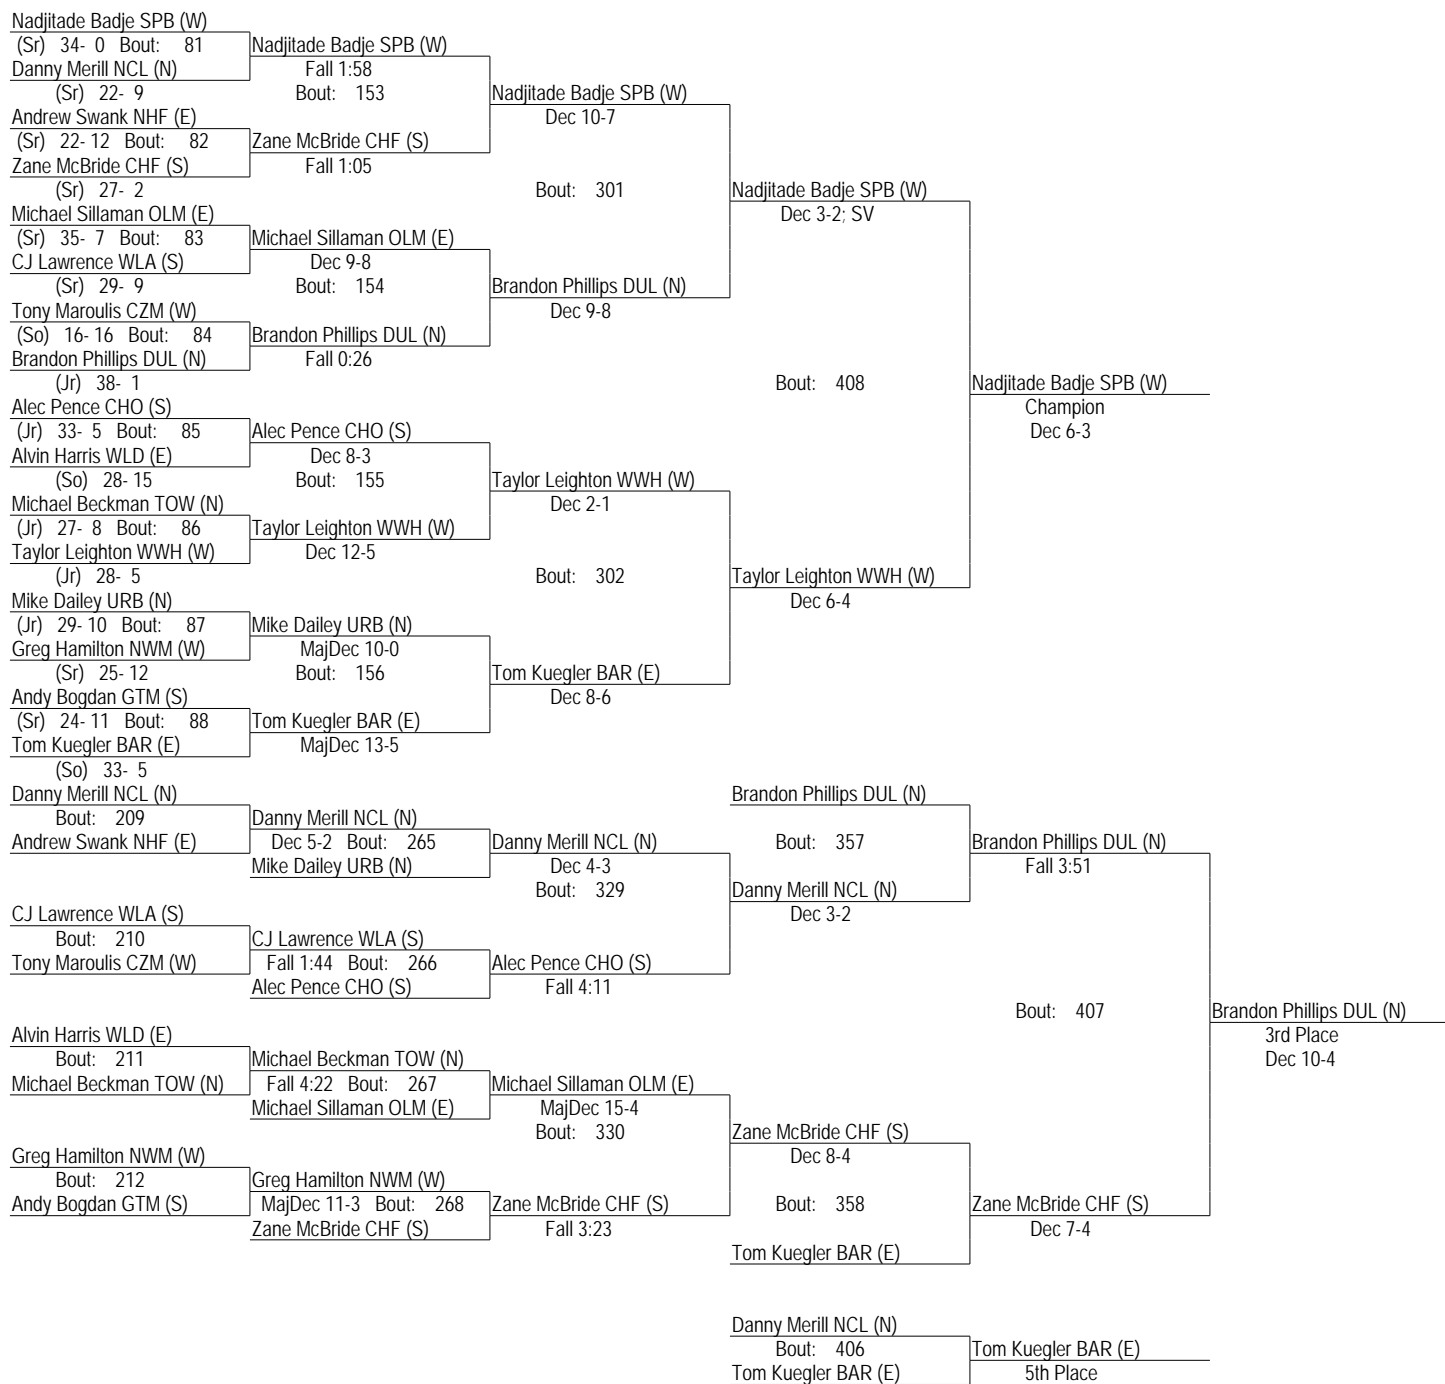 Nadjitade Badje SPB (W)
(Sr) 34- 0 Bout: 81
Danny Merill NCL (N)
(Sr) 22- 9
Andrew Swank NHF (E)
(Sr) 22- 12 Bout: 82
Zane McBride CHF (S)
(Sr) 27- 2
Michael Sillaman OLM (E)
(Sr) 35- 7 Bout: 83
CJ Lawrence WLA (S)
(Sr) 29- 9
Tony Maroulis CZM (W)
(So) 16- 16 Bout: 84
Brandon Phillips DUL (N)
(Jr) 38- 1
Alec Pence CHO (S)
(Jr) 33- 5 Bout: 85
Alvin Harris WLD (E)
(So) 28- 15
Michael Beckman TOW (N)
(Jr) 27- 8 Bout: 86
Taylor Leighton WWH (W)
(Jr) 28- 5
Mike Dailey URB (N)
(Jr) 29- 10 Bout: 87
Greg Hamilton NWM (W)
(Sr) 25- 12
Andy Bogdan GTM (S)
(Sr) 24- 11 Bout: 88
Tom Kuegler BAR (E)
(So) 33- 5
Nadjitade Badje SPB (W)
Fall 1:58
Bout: 153
Zane McBride CHF (S)
Fall 1:05
Michael Sillaman OLM (E)
Dec 9-8
Bout: 154
Brandon Phillips DUL (N)
Fall 0:26
Alec Pence CHO (S)
Dec 8-3
Bout: 155
Taylor Leighton WWH (W)
Dec 12-5
Mike Dailey URB (N)
MajDec 10-0
Bout: 156
Tom Kuegler BAR (E)
MajDec 13-5
Nadjitade Badje SPB (W)
Dec 10-7
Bout: 301
Brandon Phillips DUL (N)
Dec 9-8
Taylor Leighton WWH (W)
Dec 2-1
Bout: 302
Tom Kuegler BAR (E)
Dec 8-6
Nadjitade Badje SPB (W)
Dec 3-2; SV
Bout: 408
Taylor Leighton WWH (W)
Dec 6-4
Nadjitade Badje SPB (W)
Champion
Dec 6-3
Danny Merill NCL (N)
Bout: 209
Andrew Swank NHF (E)
CJ Lawrence WLA (S)
Bout: 210
Tony Maroulis CZM (W)
Alvin Harris WLD (E)
Bout: 211
Michael Beckman TOW (N)
Greg Hamilton NWM (W)
Bout: 212
Andy Bogdan GTM (S)
Danny Merill NCL (N)
Dec 5-2 Bout: 265
Mike Dailey URB (N)
CJ Lawrence WLA (S)
Fall 1:44 Bout: 266
Alec Pence CHO (S)
Michael Beckman TOW (N)
Fall 4:22 Bout: 267
Michael Sillaman OLM (E)
Greg Hamilton NWM (W)
MajDec 11-3 Bout: 268
Zane McBride CHF (S)
Danny Merill NCL (N)
Dec 4-3
Bout: 329
Alec Pence CHO (S)
Fall 4:11
Michael Sillaman OLM (E)
MajDec 15-4
Bout: 330
Zane McBride CHF (S)
Fall 3:23
Brandon Phillips DUL (N)
Bout: 357
Danny Merill NCL (N)
Dec 3-2
Zane McBride CHF (S)
Dec 8-4
Bout: 358
Tom Kuegler BAR (E)
Brandon Phillips DUL (N)
Fall 3:51
Bout: 407
Zane McBride CHF (S)
Dec 7-4
Brandon Phillips DUL (N)
3rd Place
Dec 10-4
Danny Merill NCL (N)
Bout: 406
Tom Kuegler BAR (E)
Tom Kuegler BAR (E)
5th Place